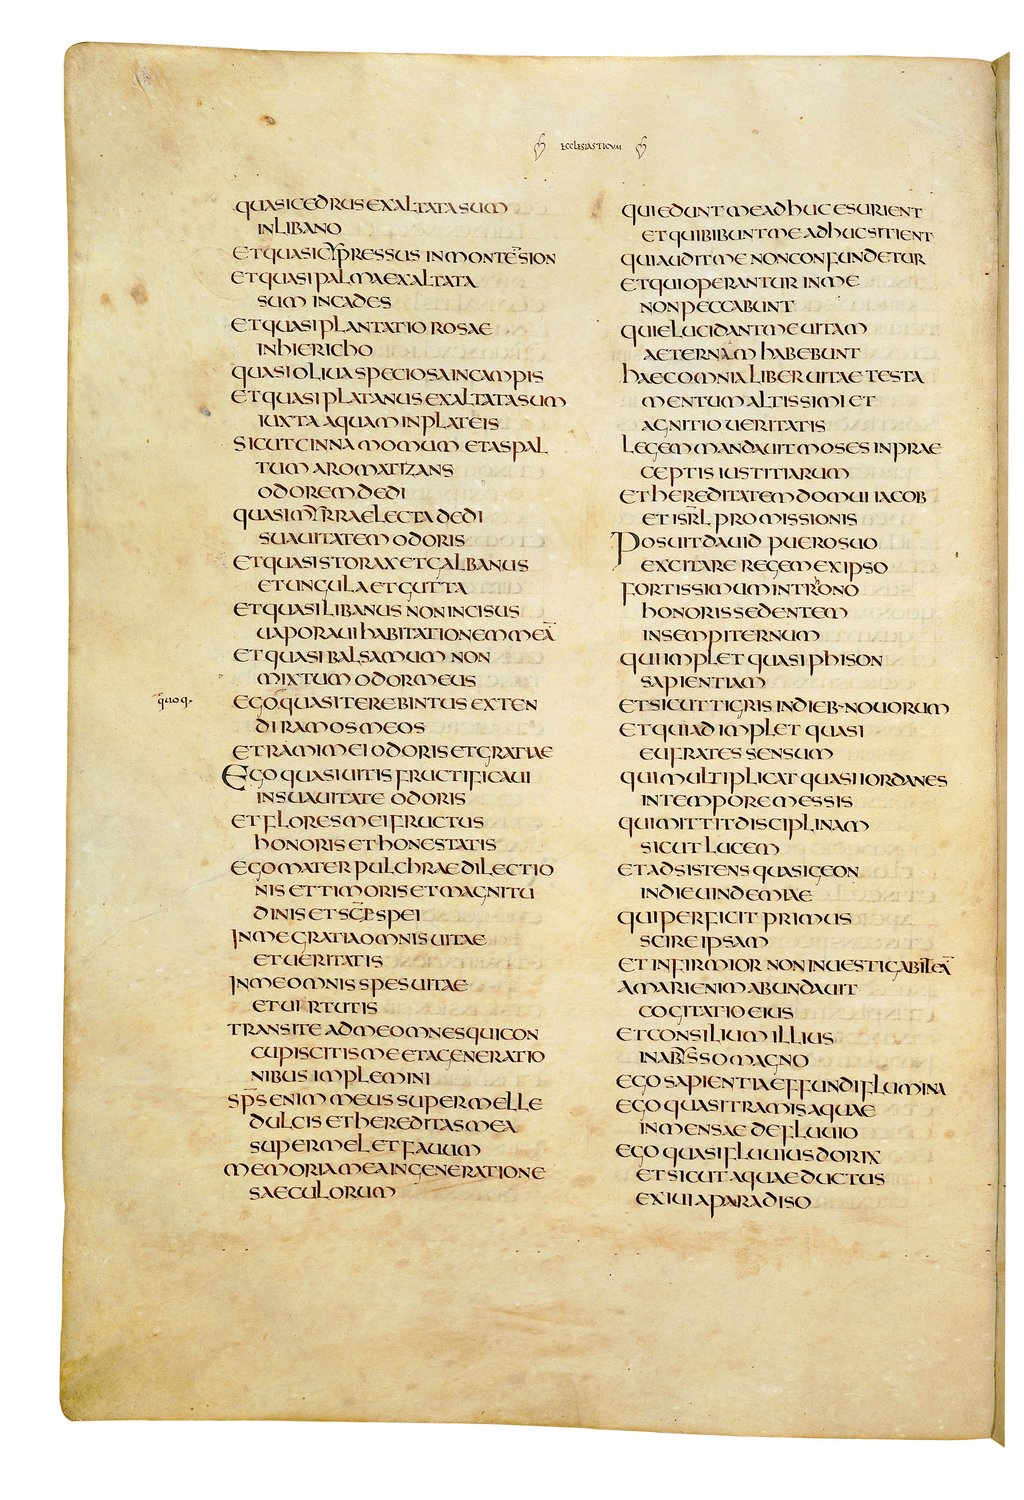 ECCLESIASTICUM
quasi cedrus exaltata sum
in libano
et quasi cypressus in monte sion
et quasi palma exaltata
sum in cades
et quasi plantatio rosae
in hiericho
quasi oliva speciosa in campis
et quasi platanus exaltata sum
iuxta aquam in plateis
sicut cinnamomum et aspal
tum aromatizans
odorem dedi
quasi myrra electa dedi
suavitatem odoris
et quasi storax et galbanus
et ungula et gutta
et quasi libanus non incisus
vaporavi habitationem meā
et quasi balsamum non
mixtum odor meus
quoq·
ego quasi terebintus exten
di ramos meos
et rami mei odoris et gratiae
Ego quasi uitis fructificaui
in suauitate odoris
et flores mei fructus
honoris et honestatis
ego mater pulchrae dilectio
nis et timoris et magnitu
dinis et sc̄e spei
In me gratia omnis uitae
et ueritatis
In me omnis spes uitae
et uirtutis
transite ad me omnes qui con
cupiscitis me et a generatio
nibus implemini
sp̄s enim meus super melle
dulcis et hereditas mea
super mel et fauum
memoria mea in generatione
saeculorum
qui edunt me adhuc esurient
et qui bibunt me adhuc sitient
qui audit me non confundetur
et qui operantur in me
non peccabunt
qui elucidant me uitam
aeternam habebunt
haec omnia liber uitae testa
mentum altissimi et
agnitio ueritatis
Legem mandauit moses in prae
ceptis iustitiarum
et hereditatem domui iacob
et isr̄l promissionis
Posuit dauid puero suo
excitare regem ex ipso
fortissimum in throno
honoris sedentem
in sempiternum
qui implet quasi phison
sapientiam
et sicut tigris in dieb· nouorum
et qui adimplet quasi
eufrates sensum
qui multiplicat quasi iordanes
in tempore messis
qui mittit disciplinam
sicut lucem
et adsistens quasi geon
in die uindemiae
qui perficit primus
scire ipsam
et infirmior non inuestigabit eā
A mari enim abundauit
cogitatio eius
et consilium illius
in abysso magno
ego sapientia effundi flumina
ego quasi tramis aquae
inmensae de fluuio
ego quasi fluuius dorix
et sicut aquae ductus
exiui a paradiso